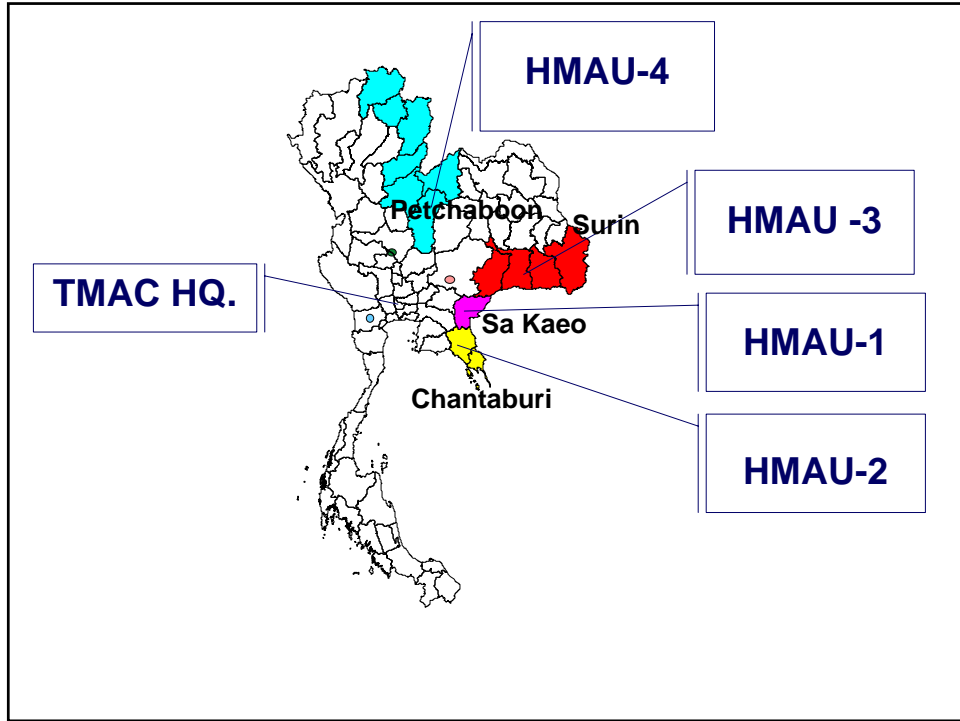 HMAU-4
Petchaboon
Surin
HMAU -3
TMAC HQ.
Sa Kaeo
HMAU-1
Chantaburi
HMAU-2